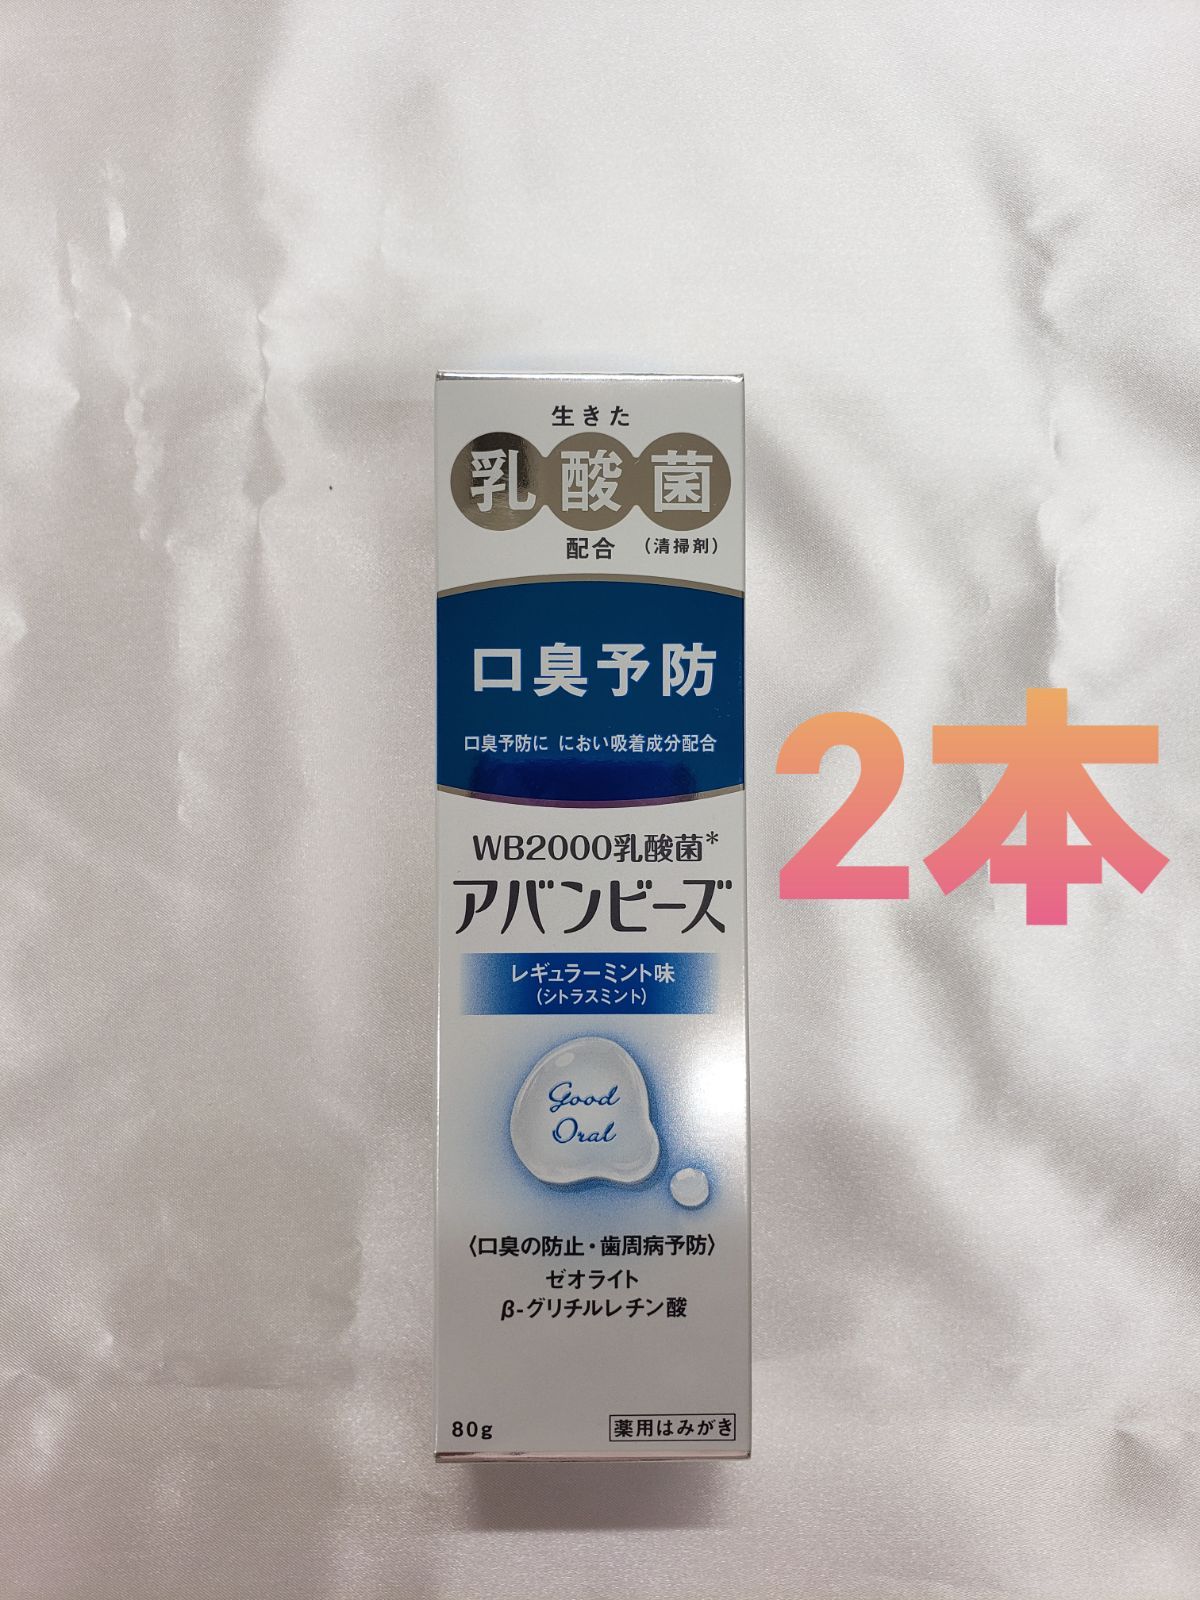 生きた
乳酸菌
配合 (清掃剤)
口臭予防
口臭予防に におい吸着成分配合
2本
WB2000乳酸菌*
アバンビーズ
レギュラーミント味
(シトラスミント)
Good
Oral
〈口臭の防止・歯周病予防〉
ゼオライト
β-グリチルレチン酸
80g 薬用はみがき